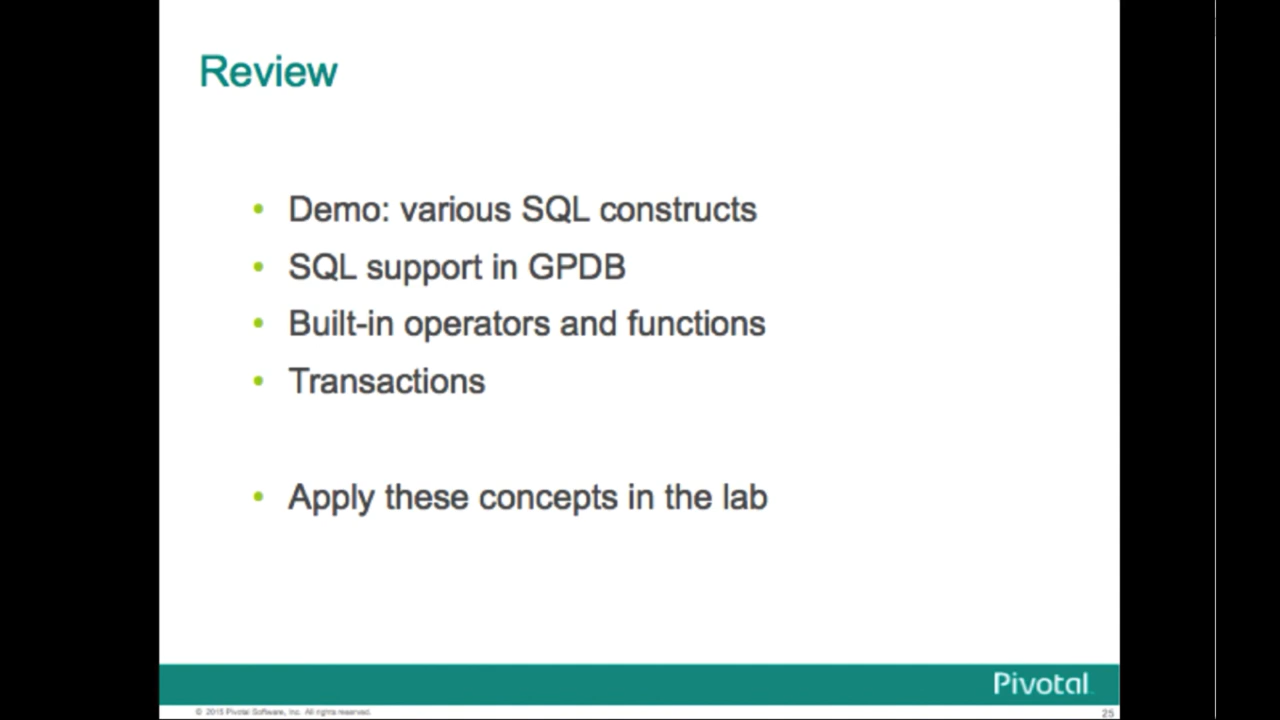 Review
• Demo: various SQL constructs
• SQL support in GPDB
• Built-in operators and functions
• Transactions
• Apply these concepts in the lab
Pivotal
© 2015 Pivotal Software, Inc. All rights reserved.
25